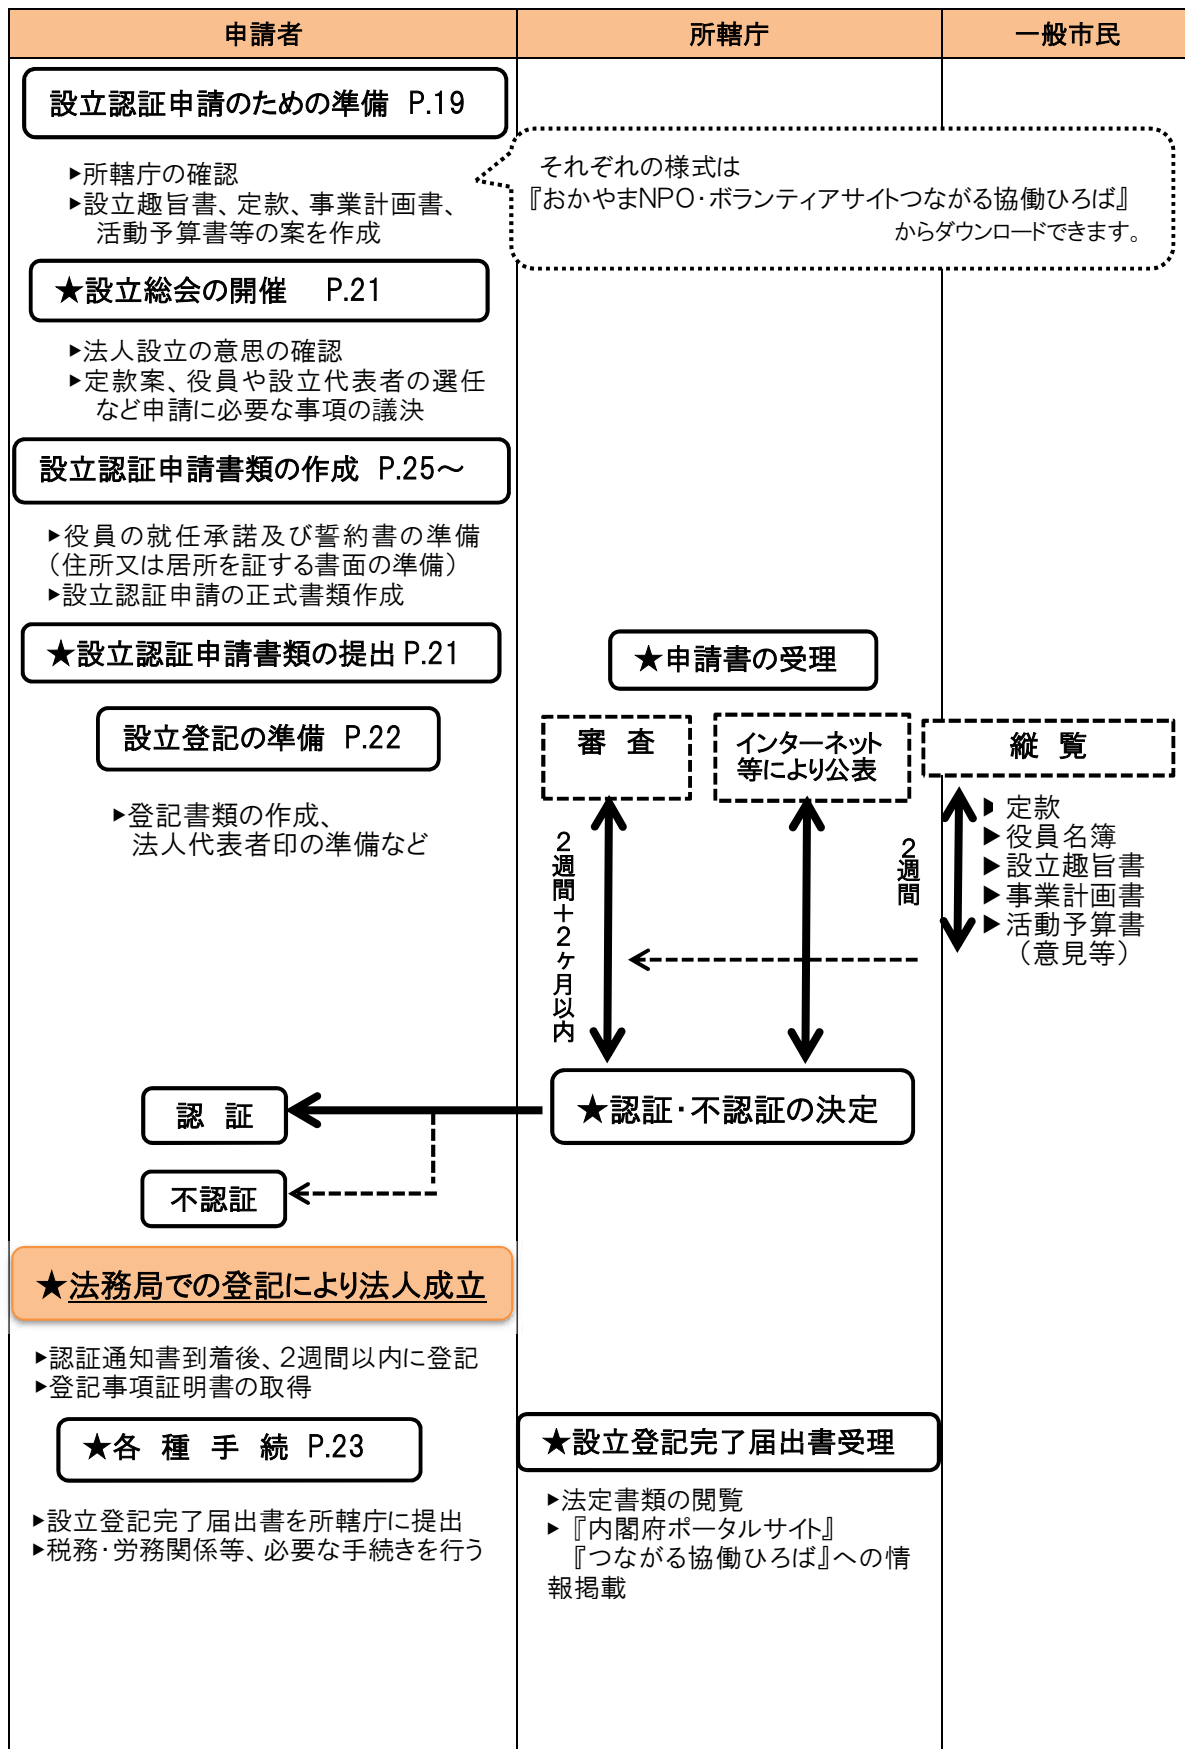 申請者
所轄庁
一般市民
設立認証申請のための準備 P.19
▶所轄庁の確認
▶設立趣旨書、定款、事業計画書、
活動予算書等の案を作成
それぞれの様式は
『おかやまNPO・ボランティアサイトつながる協働ひろば』
からダウンロードできます。
★設立総会の開催 P.21
▶法人設立の意思の確認
▶定款案、役員や設立代表者の選任
など申請に必要な事項の議決
設立認証申請書類の作成 P.25～
▶役員の就任承諾及び誓約書の準備
（住所又は居所を証する書面の準備）
▶設立認証申請の正式書類作成
★設立認証申請書類の提出 P.21
★申請書の受理
設立登記の準備 P.22
▶登記書類の作成、
法人代表者印の準備など
審 査
インターネット
等により公表
縦 覧
2週間＋2ヶ月以内
2週間
▶定款
▶役員名簿
▶設立趣旨書
▶事業計画書
▶活動予算書
（意見等）
★認証・不認証の決定
認 証
不認証
★法務局での登記により法人成立
▶認証通知書到着後、2週間以内に登記
▶登記事項証明書の取得
★各 種 手 続 P.23
▶設立登記完了届出書を所轄庁に提出
▶税務・労務関係等、必要な手続きを行う
★設立登記完了届出書受理
▶法定書類の閲覧
▶『内閣府ポータルサイト』
『つながる協働ひろば』への情
報掲載